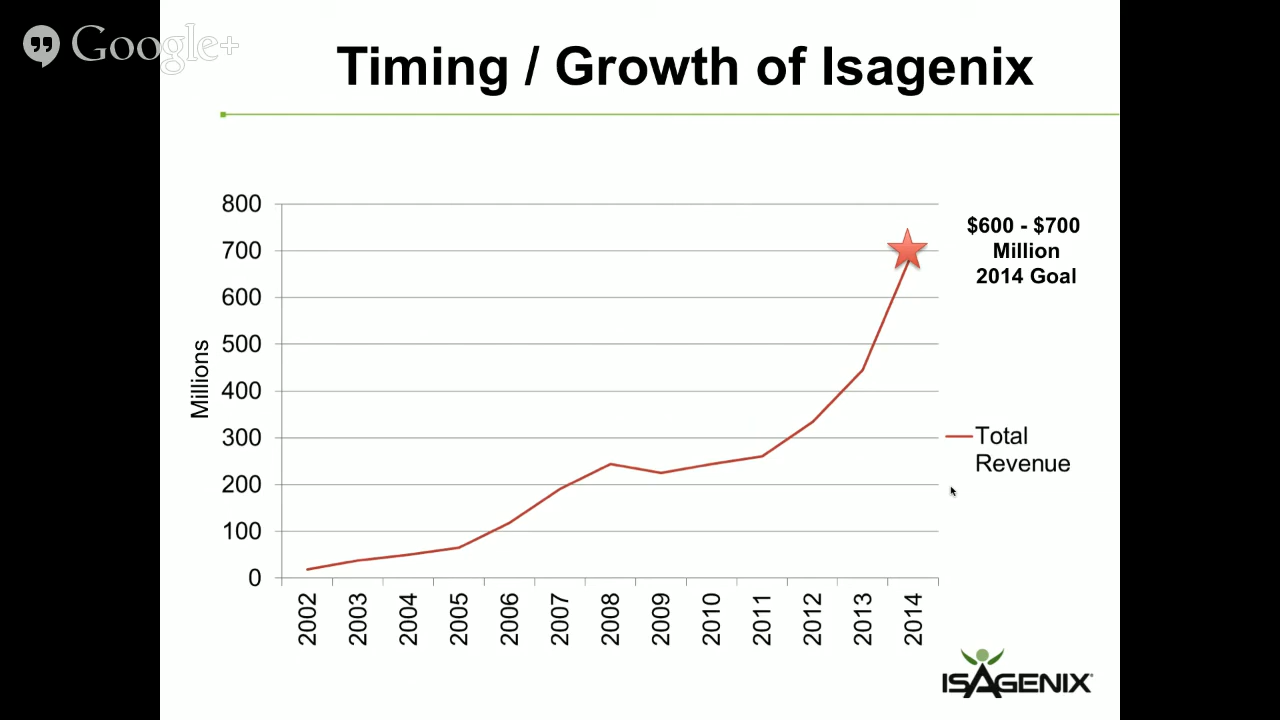 Google+
Timing / Growth of Isagenix
800
700
600
500
400
300
200
100
0
Millions
2002
2003
2004
2005
2006
2007
2008
2009
2010
2011
2012
2013
2014
$600 - $700
Million
2014 Goal
Total
Revenue
ISAGENIX®